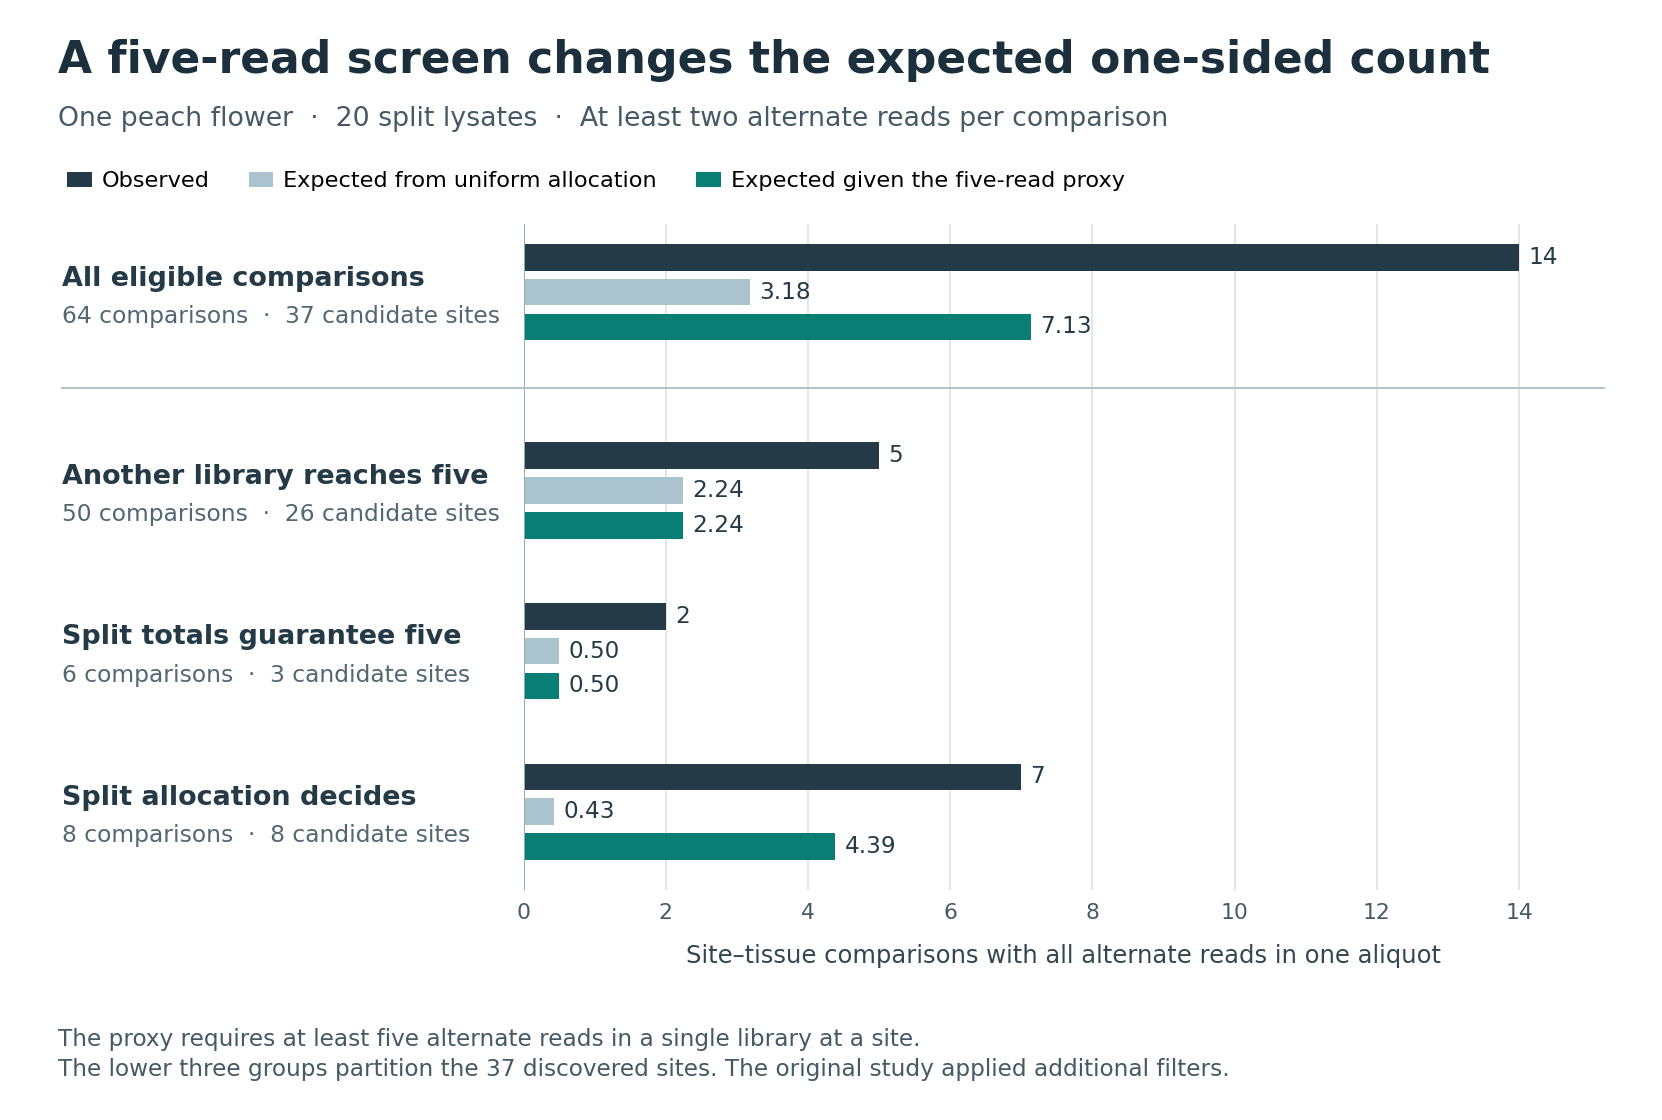 A five-read screen changes the expected one-sided count
One peach flower · 20 split lysates · At least two alternate reads per comparison
Observed
Expected from uniform allocation
Expected given the five-read proxy
All eligible comparisons
64 comparisons · 37 candidate sites
14
3.18
7.13
Another library reaches five
50 comparisons · 26 candidate sites
5
2.24
2.24
Split totals guarantee five
6 comparisons · 3 candidate sites
2
0.50
0.50
Split allocation decides
8 comparisons · 8 candidate sites
7
0.43
4.39
0 2 4 6 8 10 12 14
Site–tissue comparisons with all alternate reads in one aliquot
The proxy requires at least five alternate reads in a single library at a site.
The lower three groups partition the 37 discovered sites. The original study applied additional filters.